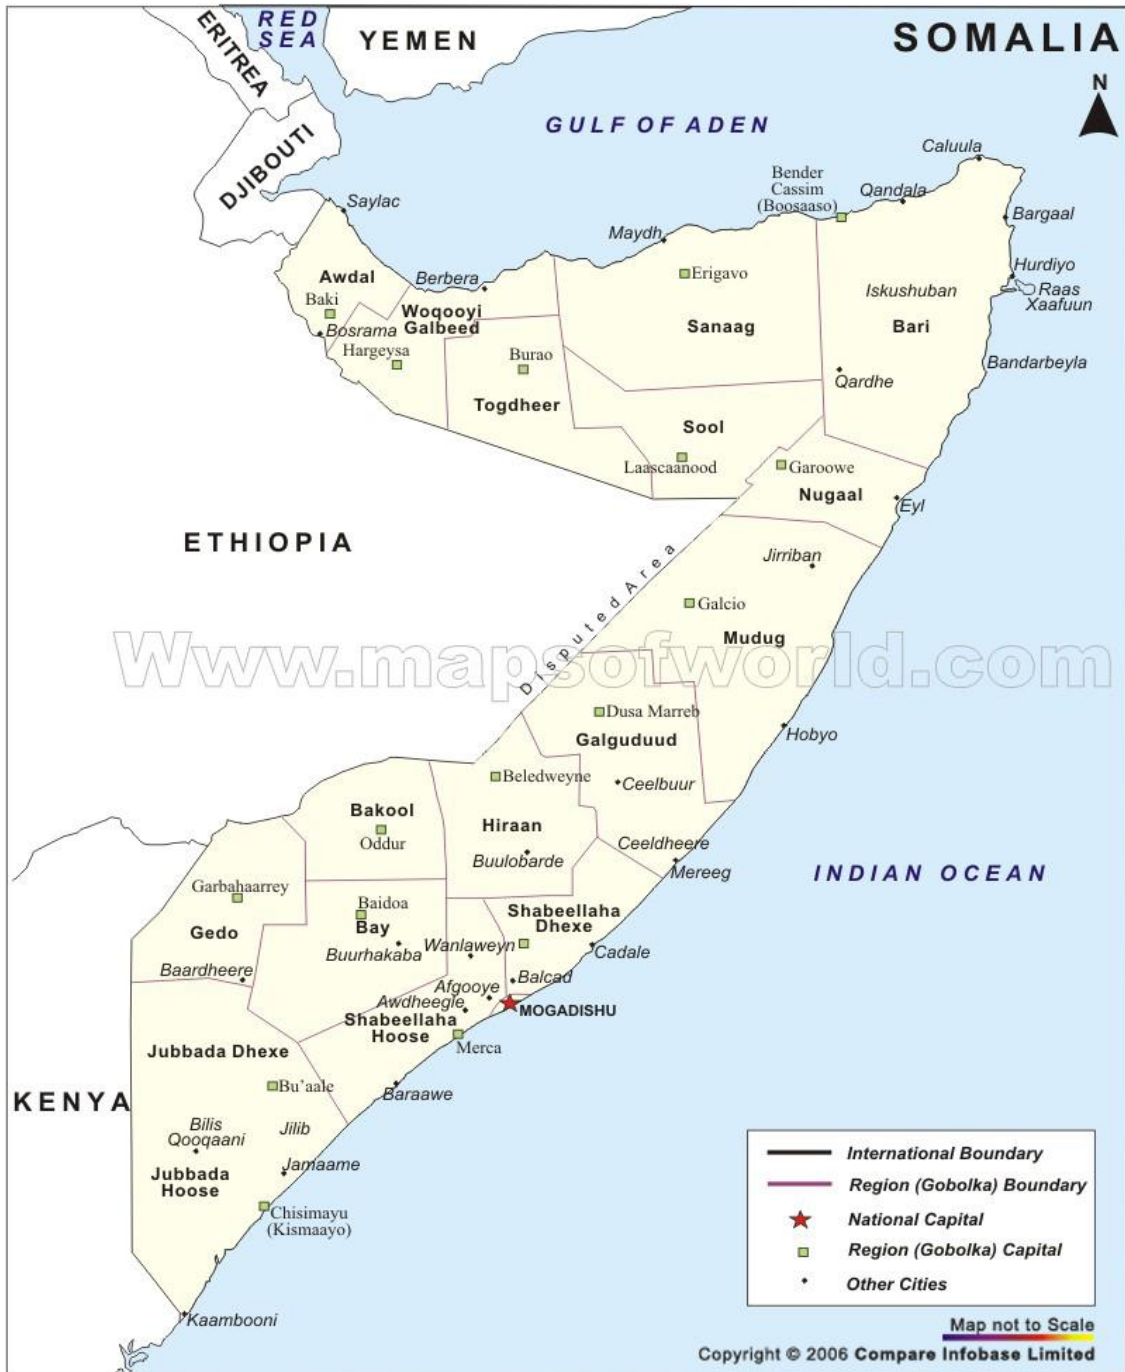 RED
SEA
YEMEN
SOMALIA
ERITREA
N
GULF OF ADEN
DJIBOUTI
Caluula
Bender
Cassim
(Boosaaso)
Qandala
Saylac
Bargaal
Maydh
Awdal
Berbera
Erigavo
Hurdiyo
Baki
Iskushuban
Raas
Xaafuun
Woqooyi
Galbeed
Sanaag
Bari
Bosrama
Hargeysa
Burao
Bandarbeyla
Qardhe
Togdheer
Sool
Laascaanood
Garoowe
Nugaal
Eyl
ETHIOPIA
Jirriban
Disputed Area
Galcio
Mudug
Www.mapsofworld.com
Dusa Marreb
Galguduud
Hobyo
Beledweyne
Ceelbuur
Bakool
Hiraan
Oddur
Ceeldheere
Buulobarde
Mereeg
INDIAN OCEAN
Garbahaarrey
Baidoa
Shabeellaha
Dhexe
Gedo
Bay
Wanlaweyn
Buurhakaba
Cadale
Baardheere
Balcad
Afgooye
Awdheegle
MOGADISHU
Shabeellaha
Hoose
Merca
Jubbada Dhexe
Bu'aale
Baraawe
KENYA
Bilis
Qooqaani
Jilib
Jamaame
Jubbada
Hoose
Chisimayu
(Kismaayo)
Kaambooni
International Boundary
Region (Gobolka) Boundary
National Capital
Region (Gobolka) Capital
Other Cities
Map not to Scale
Copyright © 2006 Compare Infobase Limited